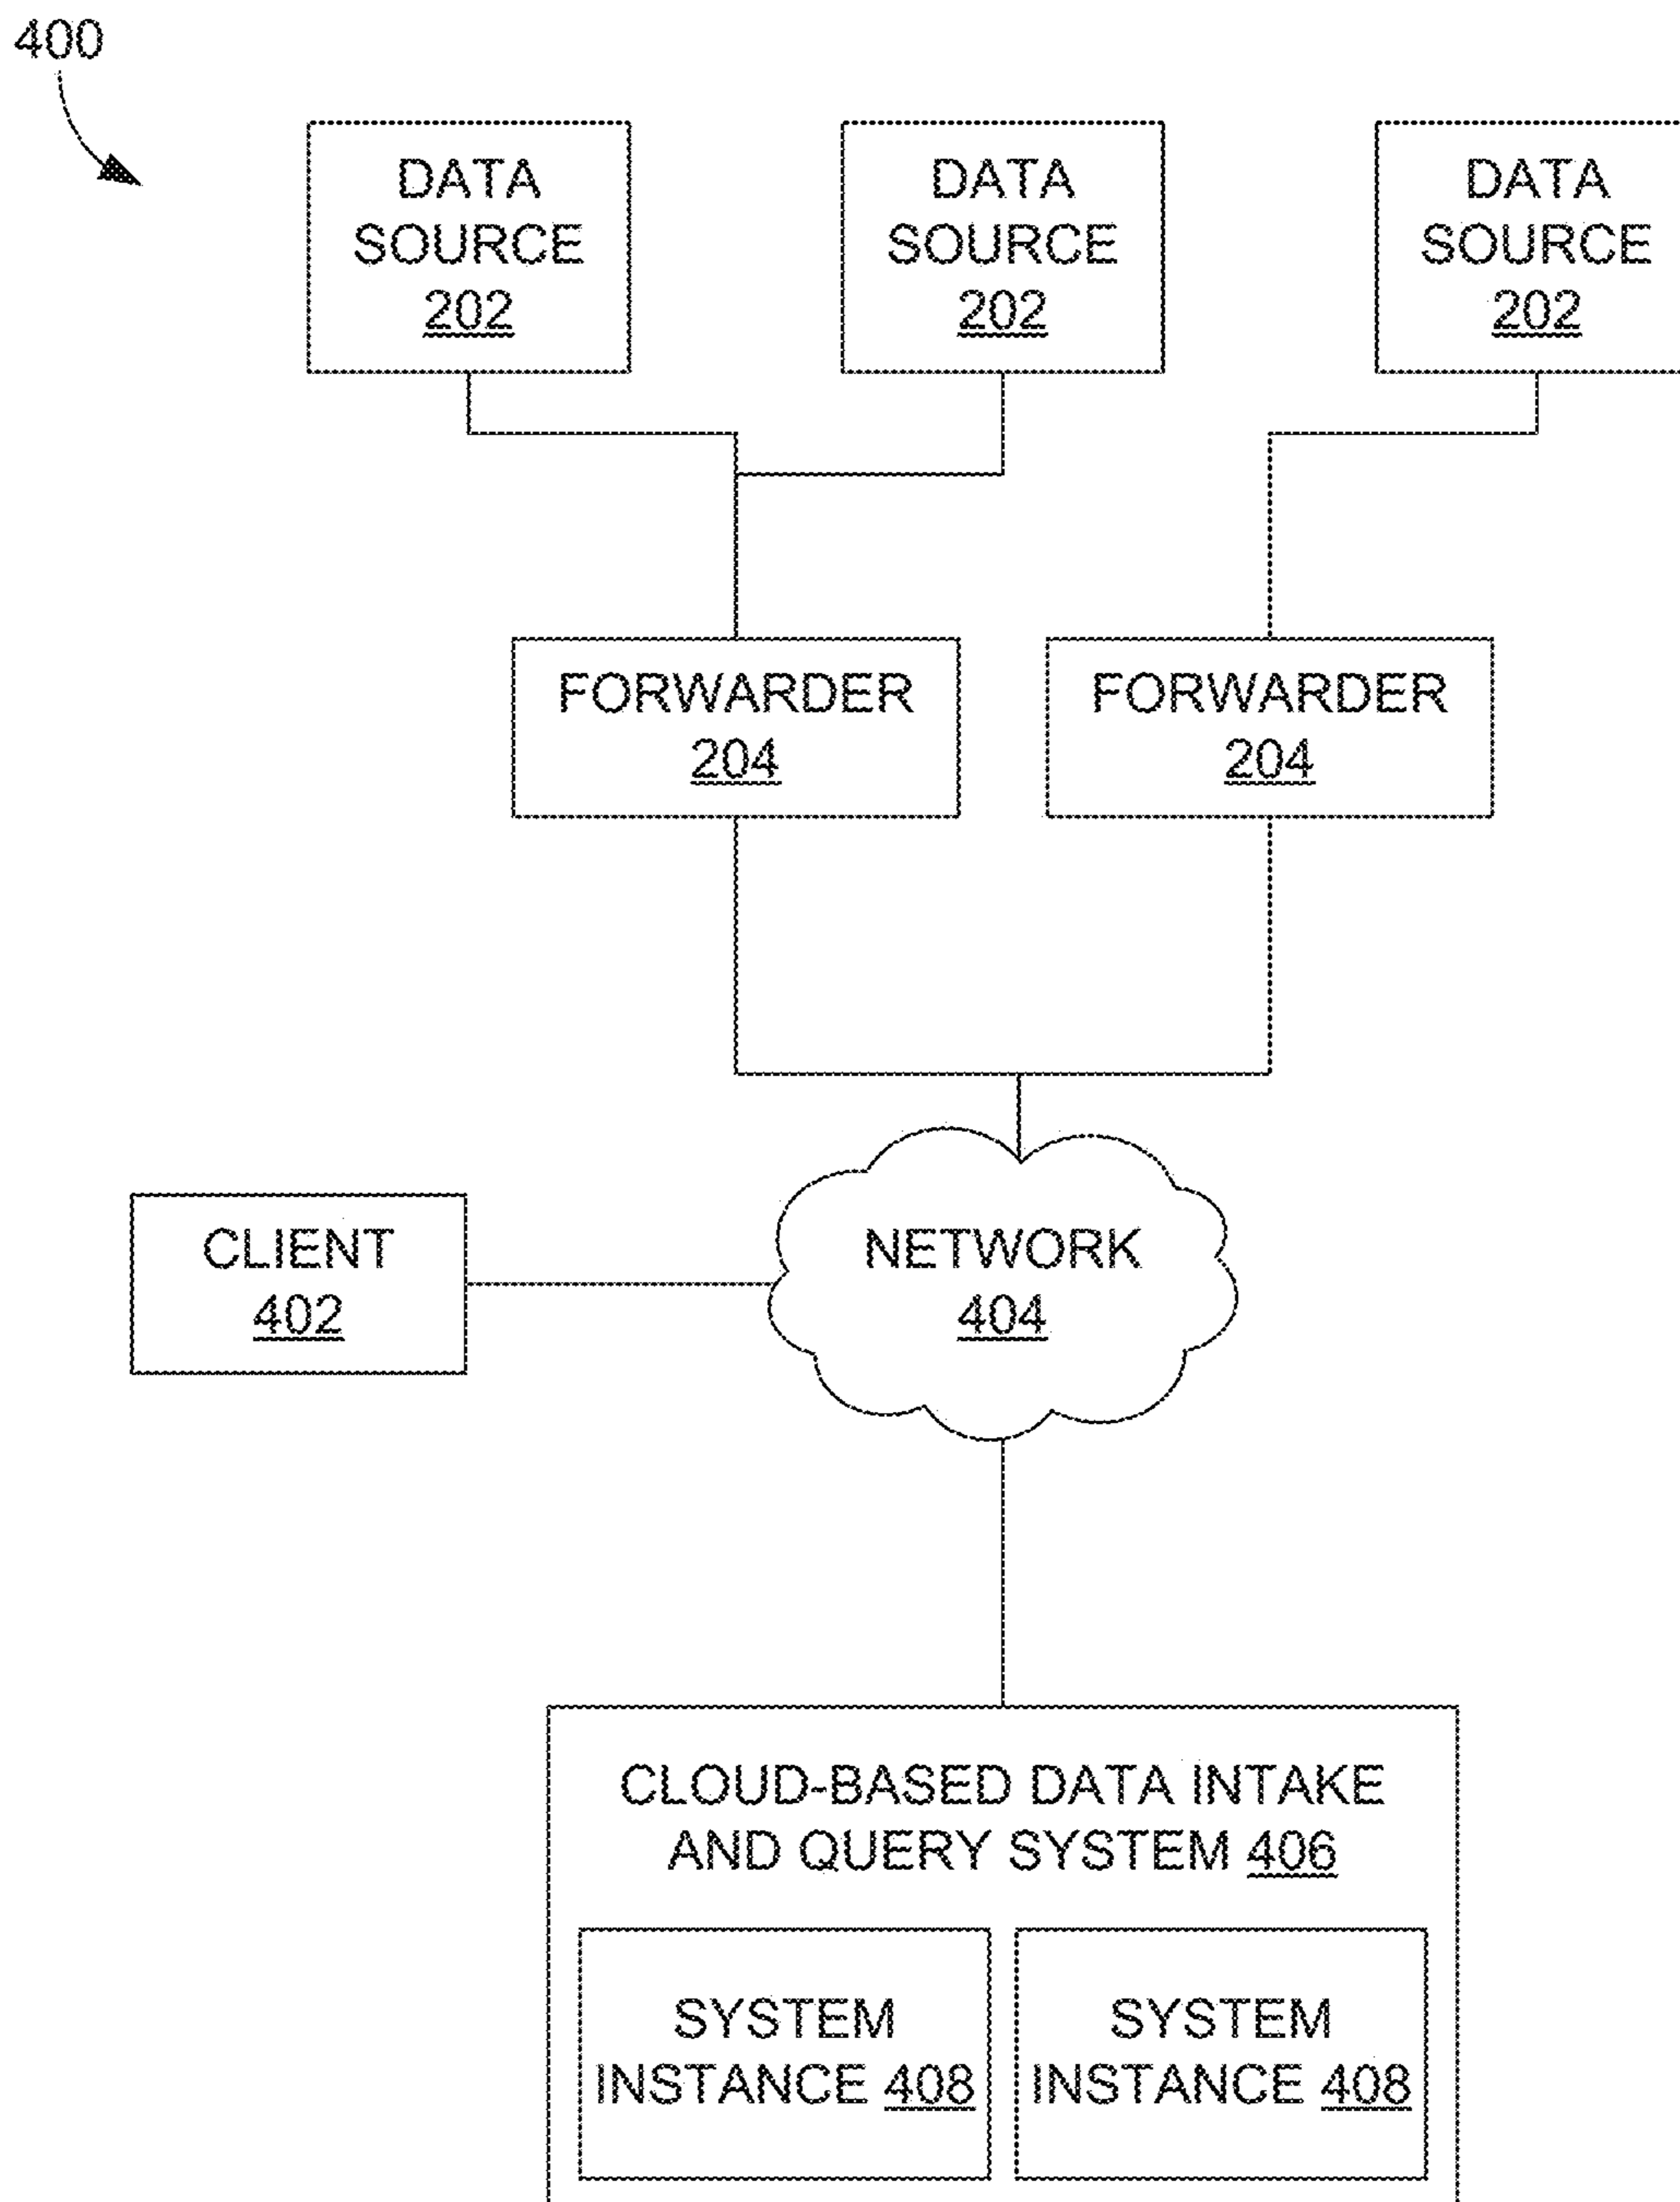 400
DATA
SOURCE
202
DATA
SOURCE
202
DATA
SOURCE
202
FORWARDER
204
FORWARDER
204
CLIENT
402
NETWORK
404
CLOUD-BASED DATA INTAKE
AND QUERY SYSTEM 406
SYSTEM
INSTANCE 408
SYSTEM
INSTANCE 408